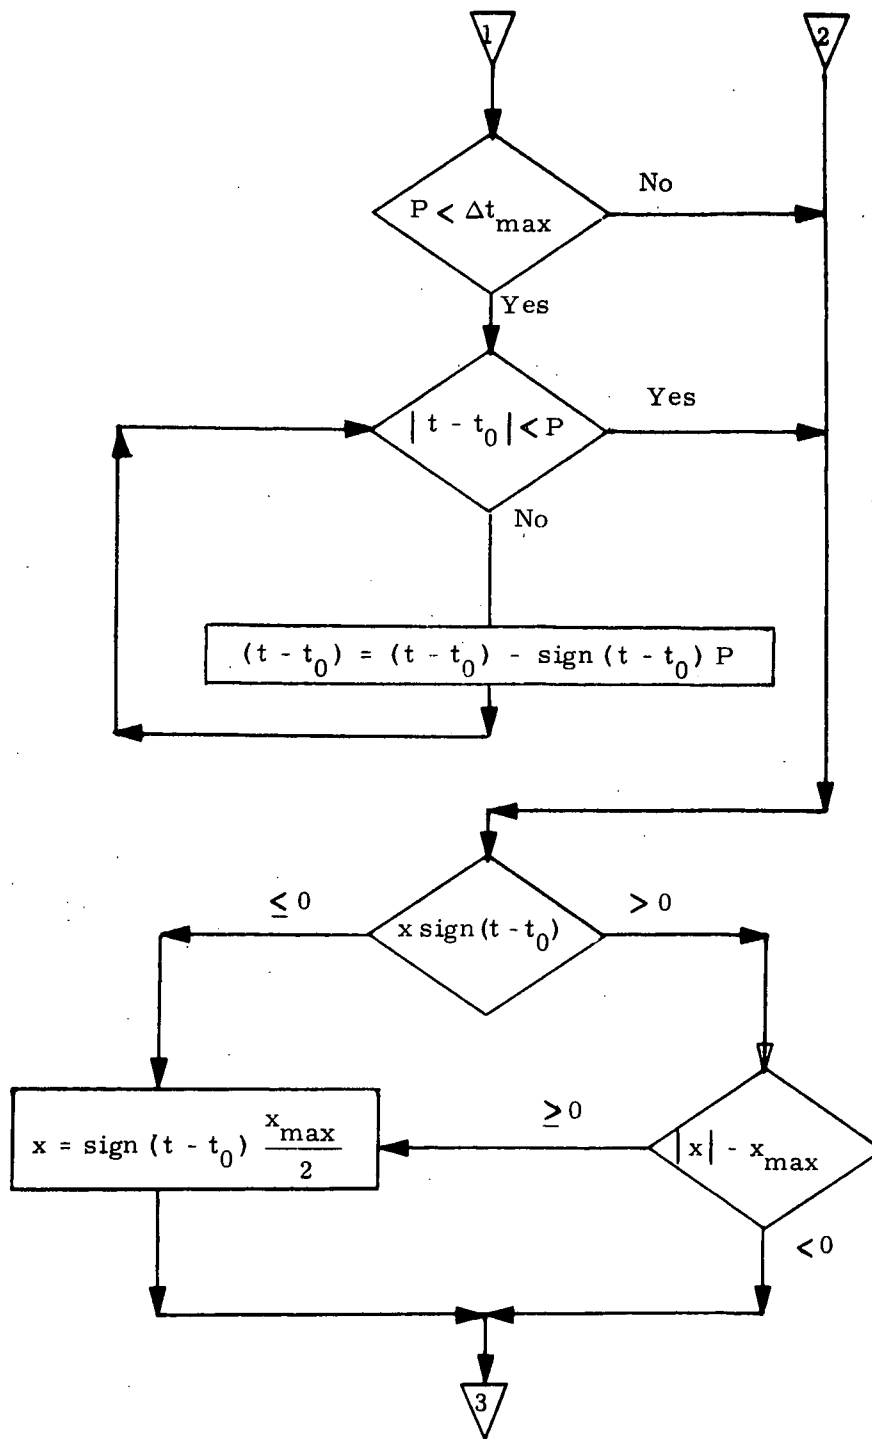 1
2
No
P < Δt_max
Yes
Yes
| t - t_0 | < P
No
(t - t_0) = (t - t_0) - sign (t - t_0) P
≤ 0
> 0
x sign (t - t_0)
≥ 0
x = sign (t - t_0) x_max / 2
|x| - x_max
< 0
3